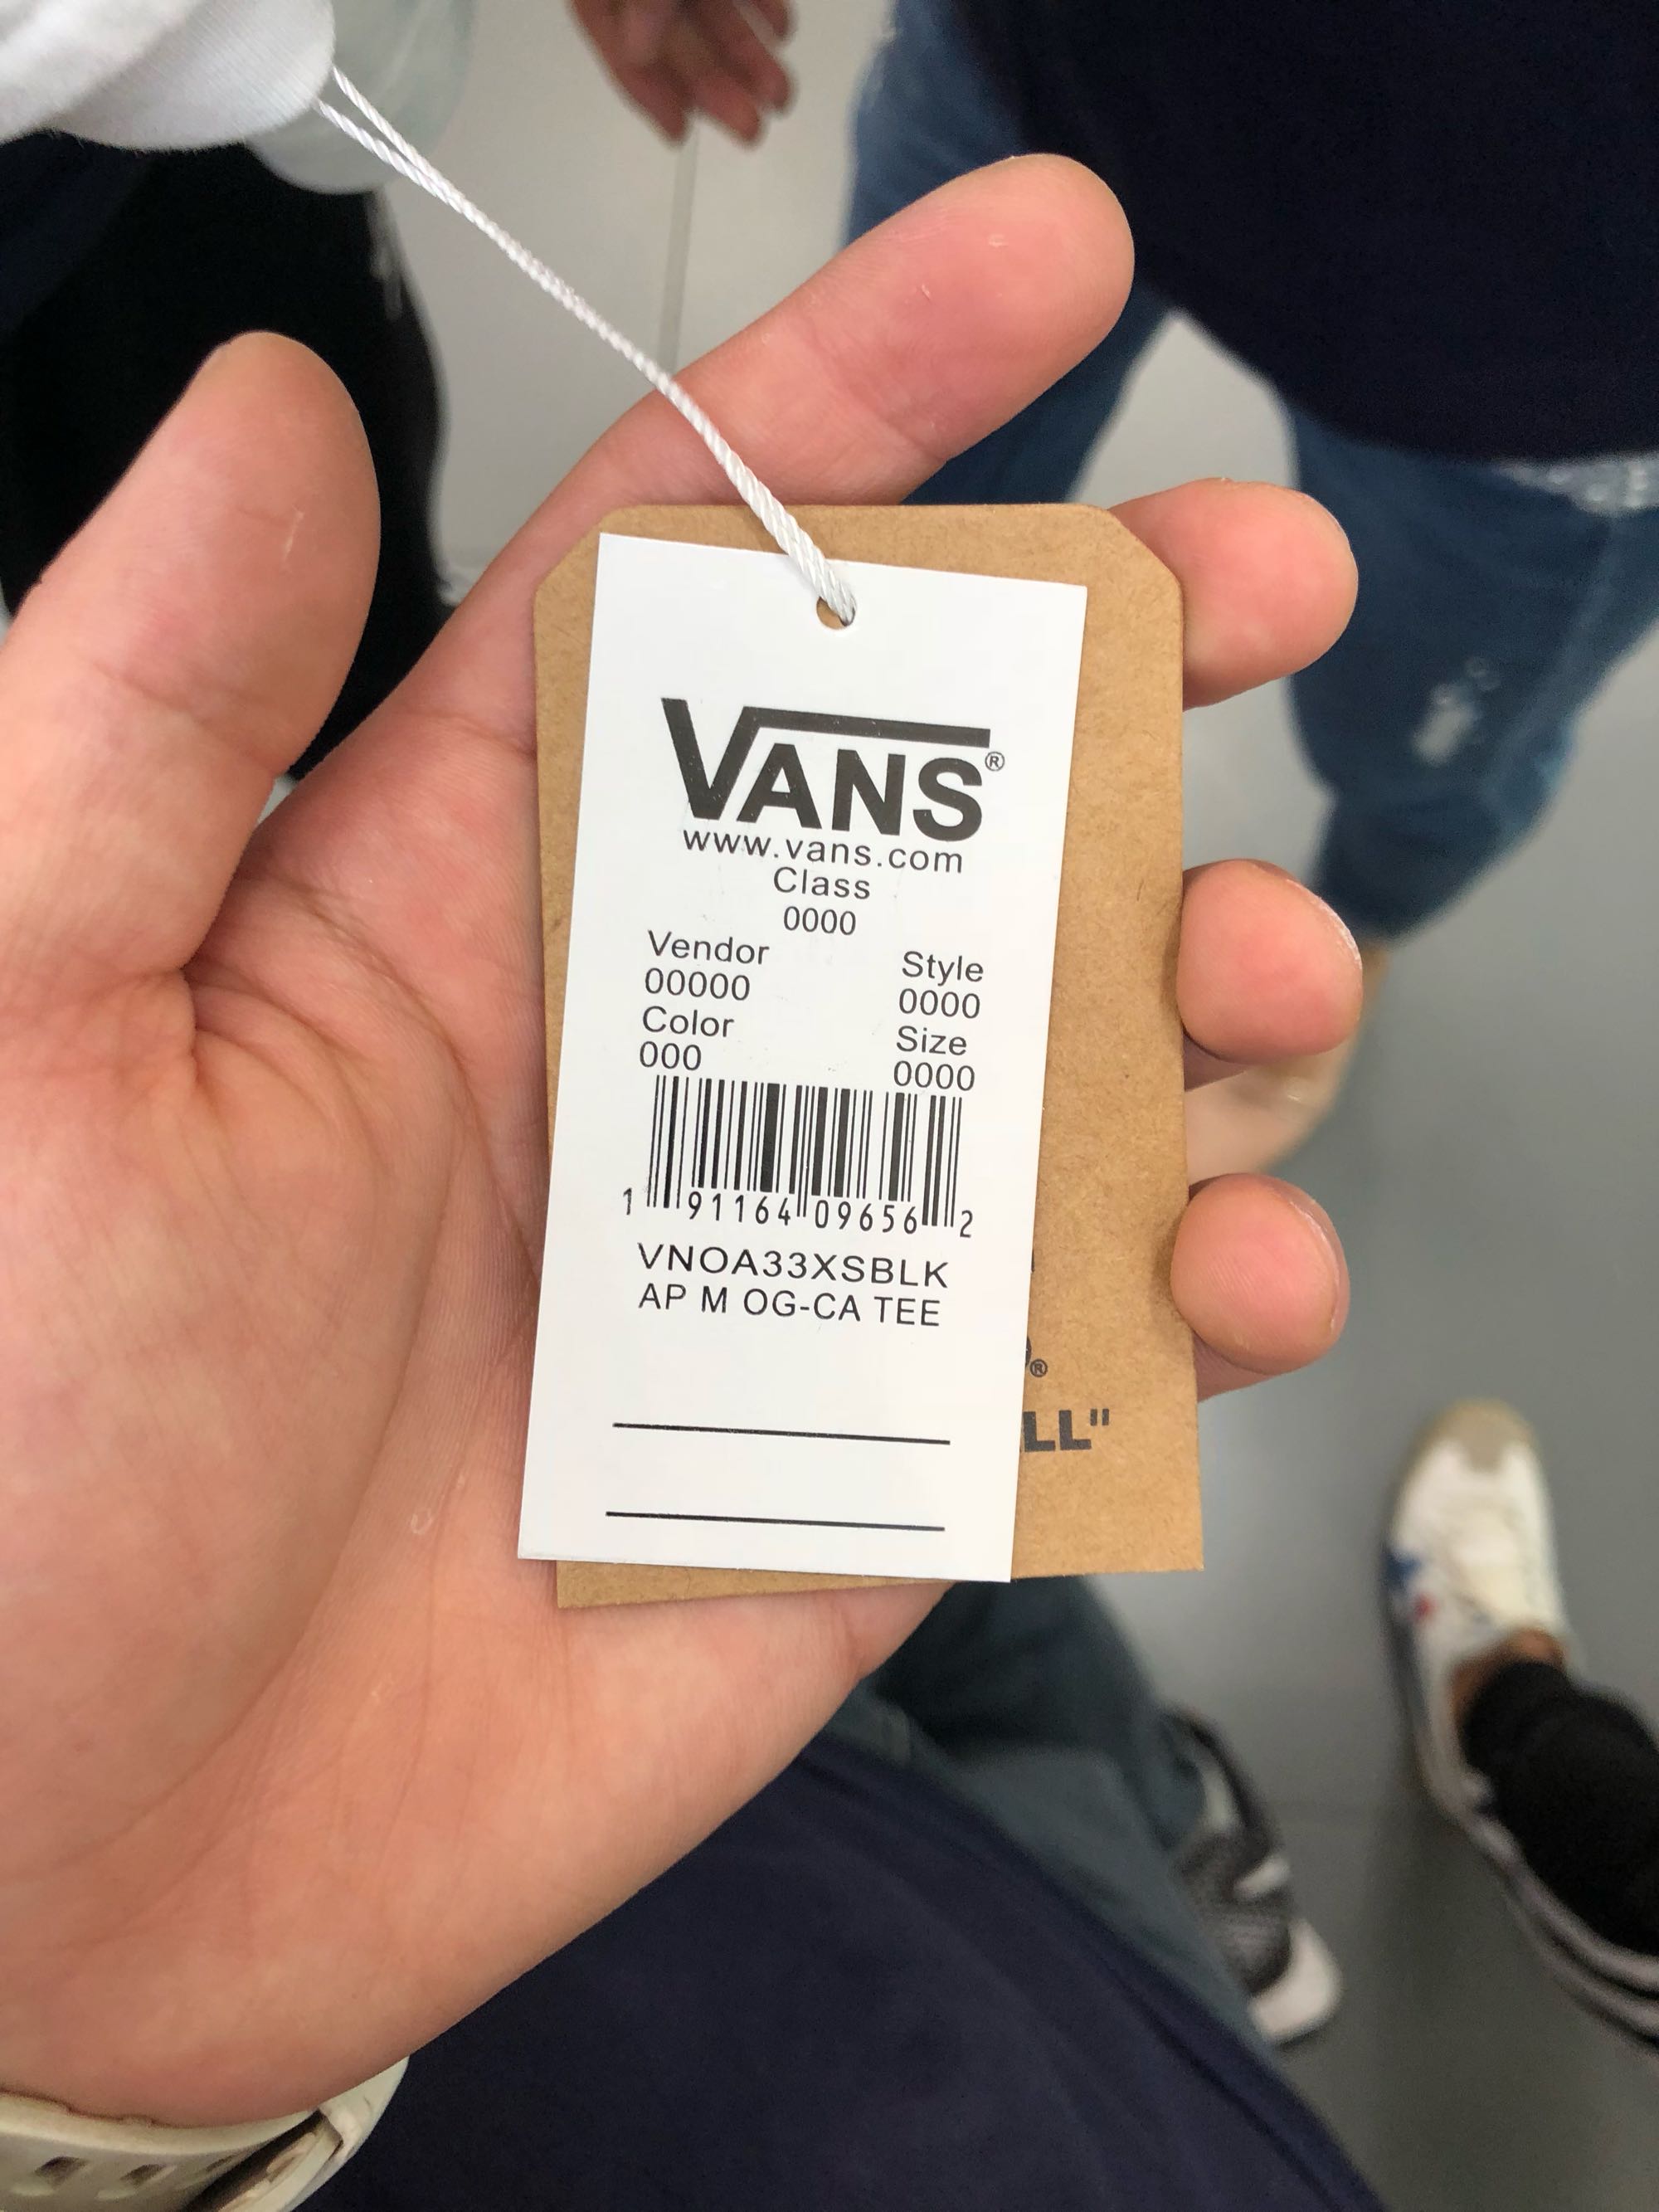 VANS®
www.vans.com
Class
0000
Vendor Style
00000 0000
Color Size
000 0000
1 91164 09656 2
VNOA33XSBLK
AP M OG-CA TEE
®
LL"